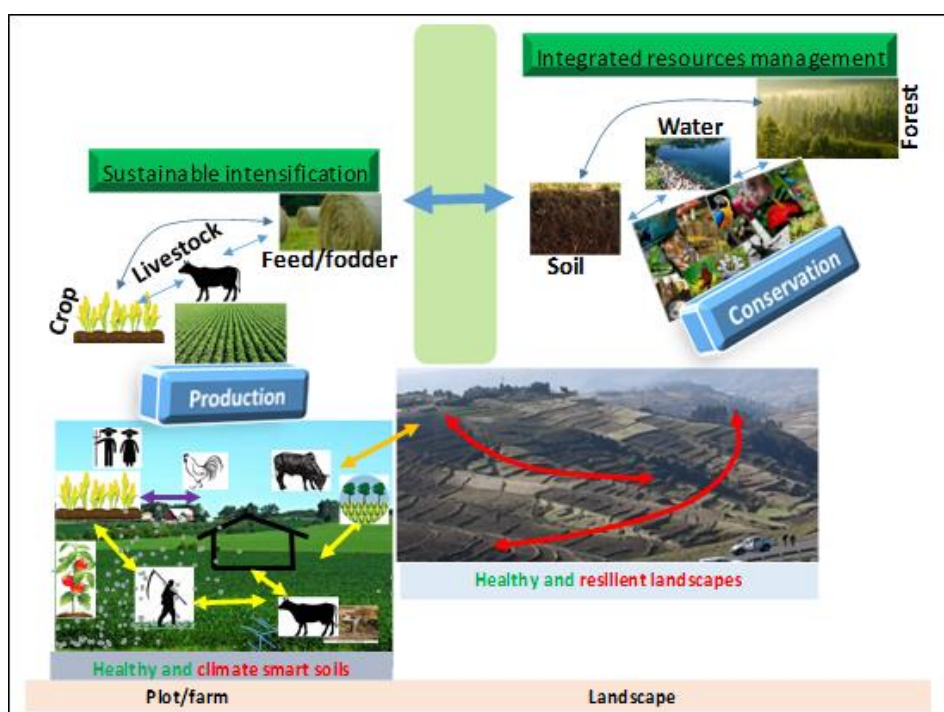 Integrated resources management
Forest
Water
Sustainable intensification
Livestock
Feed/fodder
Soil
Crop
Conservation
Production
Healthy and resilient landscapes
Healthy and climate smart soils
Plot/farm
Landscape